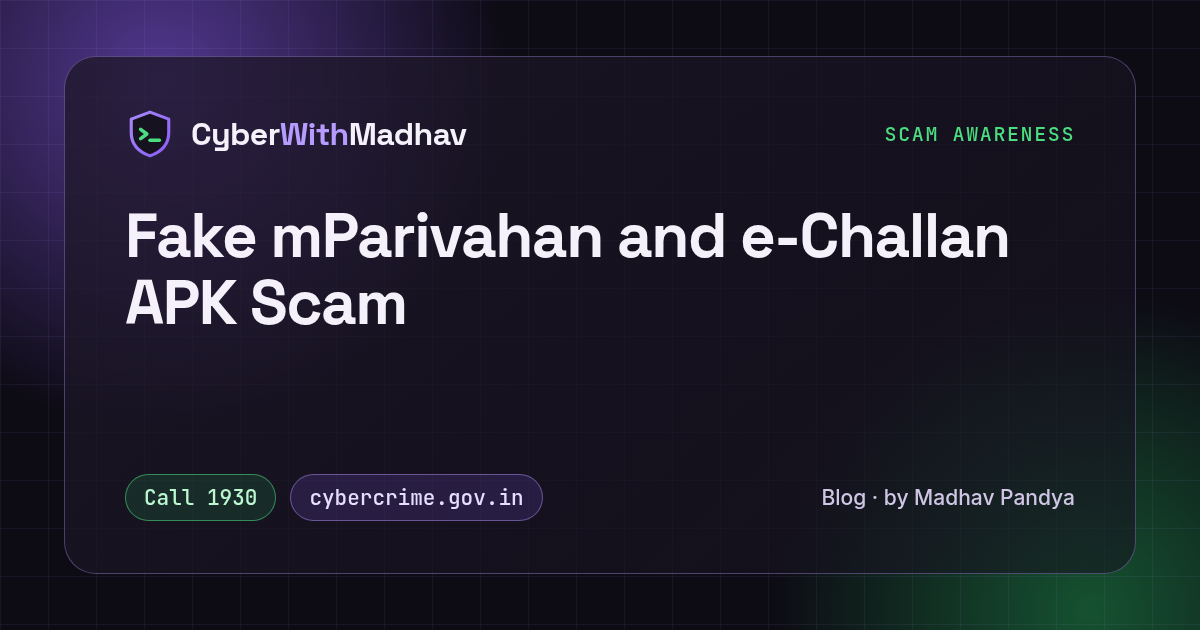 CyberWithMadhav
SCAM AWARENESS
Fake mParivahan and e-Challan
APK Scam
Call 1930
cybercrime.gov.in
Blog · by Madhav Pandya